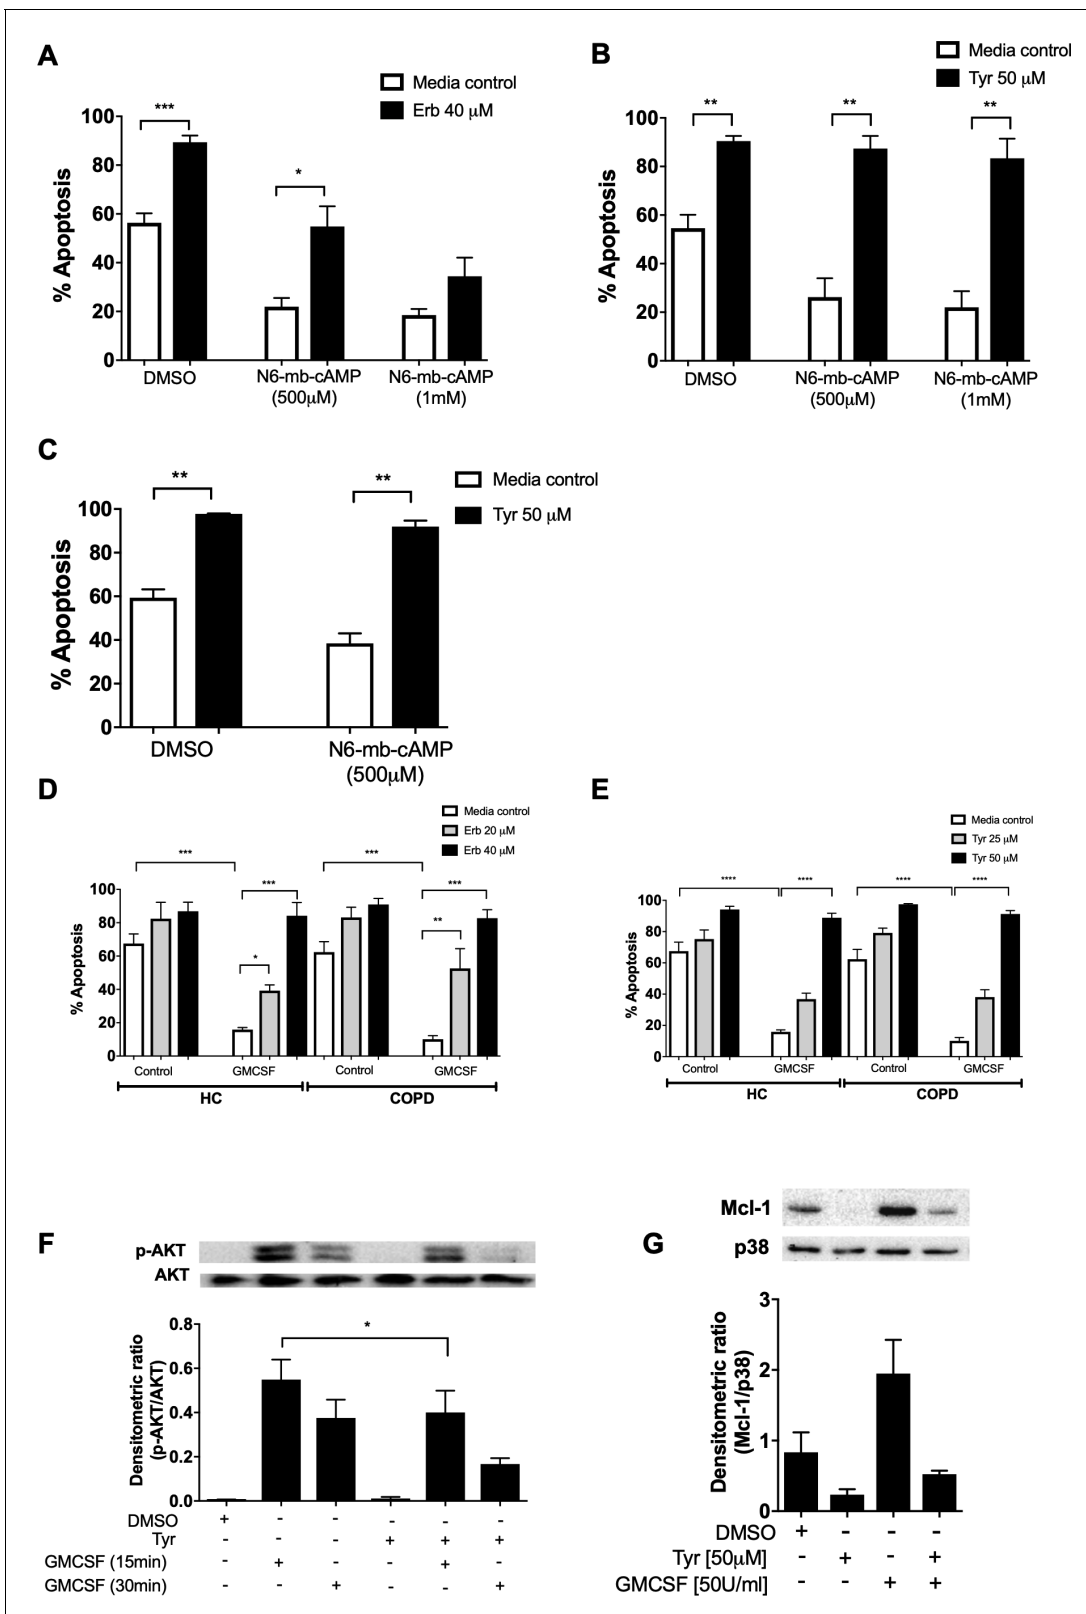 A
Media control
Erb 40 μM
% Apoptosis
100
80
60
40
20
0
***
*
DMSO
N6-mb-cAMP
(500μM)
N6-mb-cAMP
(1mM)
B
Media control
Tyr 50 μM
% Apoptosis
100
80
60
40
20
0
** ** **
DMSO
N6-mb-cAMP
(500μM)
N6-mb-cAMP
(1mM)
C
Media control
Tyr 50 μM
% Apoptosis
100
80
60
40
20
0
** **
DMSO
N6-mb-cAMP
(500μM)
D
Media control
Erb 20 μM
Erb 40 μM
% Apoptosis
100
80
60
40
20
0
*** ***
*** ***
* **
Control GMCSF Control GMCSF
HC COPD
E
Media control
Tyr 25 μM
Tyr 50 μM
% Apoptosis
100
80
60
40
20
0
**** **** **** ****
Control GMCSF Control GMCSF
HC COPD
F
p-AKT
AKT
Densitometric ratio
(p-AKT/AKT)
0.8
0.6
0.4
0.2
0.0
*
DMSO + - - - - -
Tyr - - - + + +
GMCSF (15min) - + - - + -
GMCSF (30min) - - + - - +
G
Mcl-1
p38
Densitometric ratio
(Mcl-1/p38)
3
2
1
0
DMSO + - - -
Tyr [50μM] - + - +
GMCSF [50U/ml] - - + +